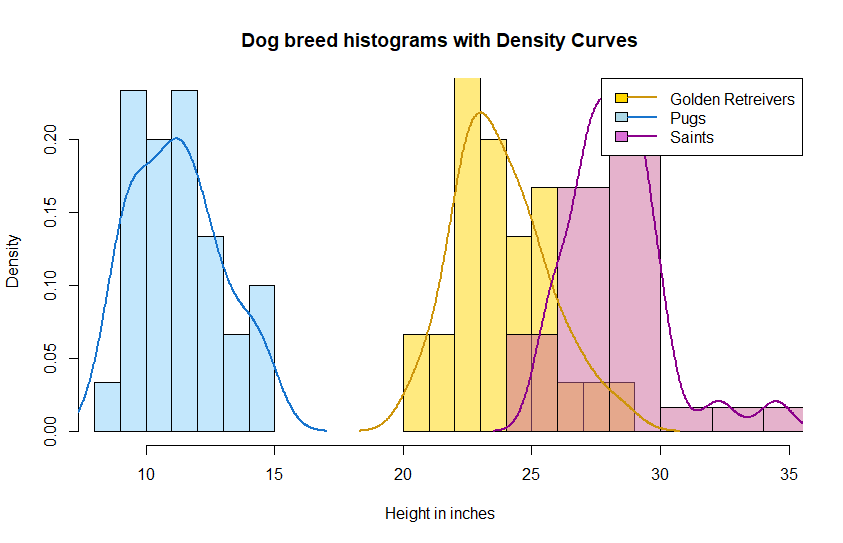 Dog breed histograms with Density Curves
Golden Retreivers
Pugs
Saints
Density
0.20
0.15
0.10
0.05
0.00
10 15 20 25 30 35
Height in inches